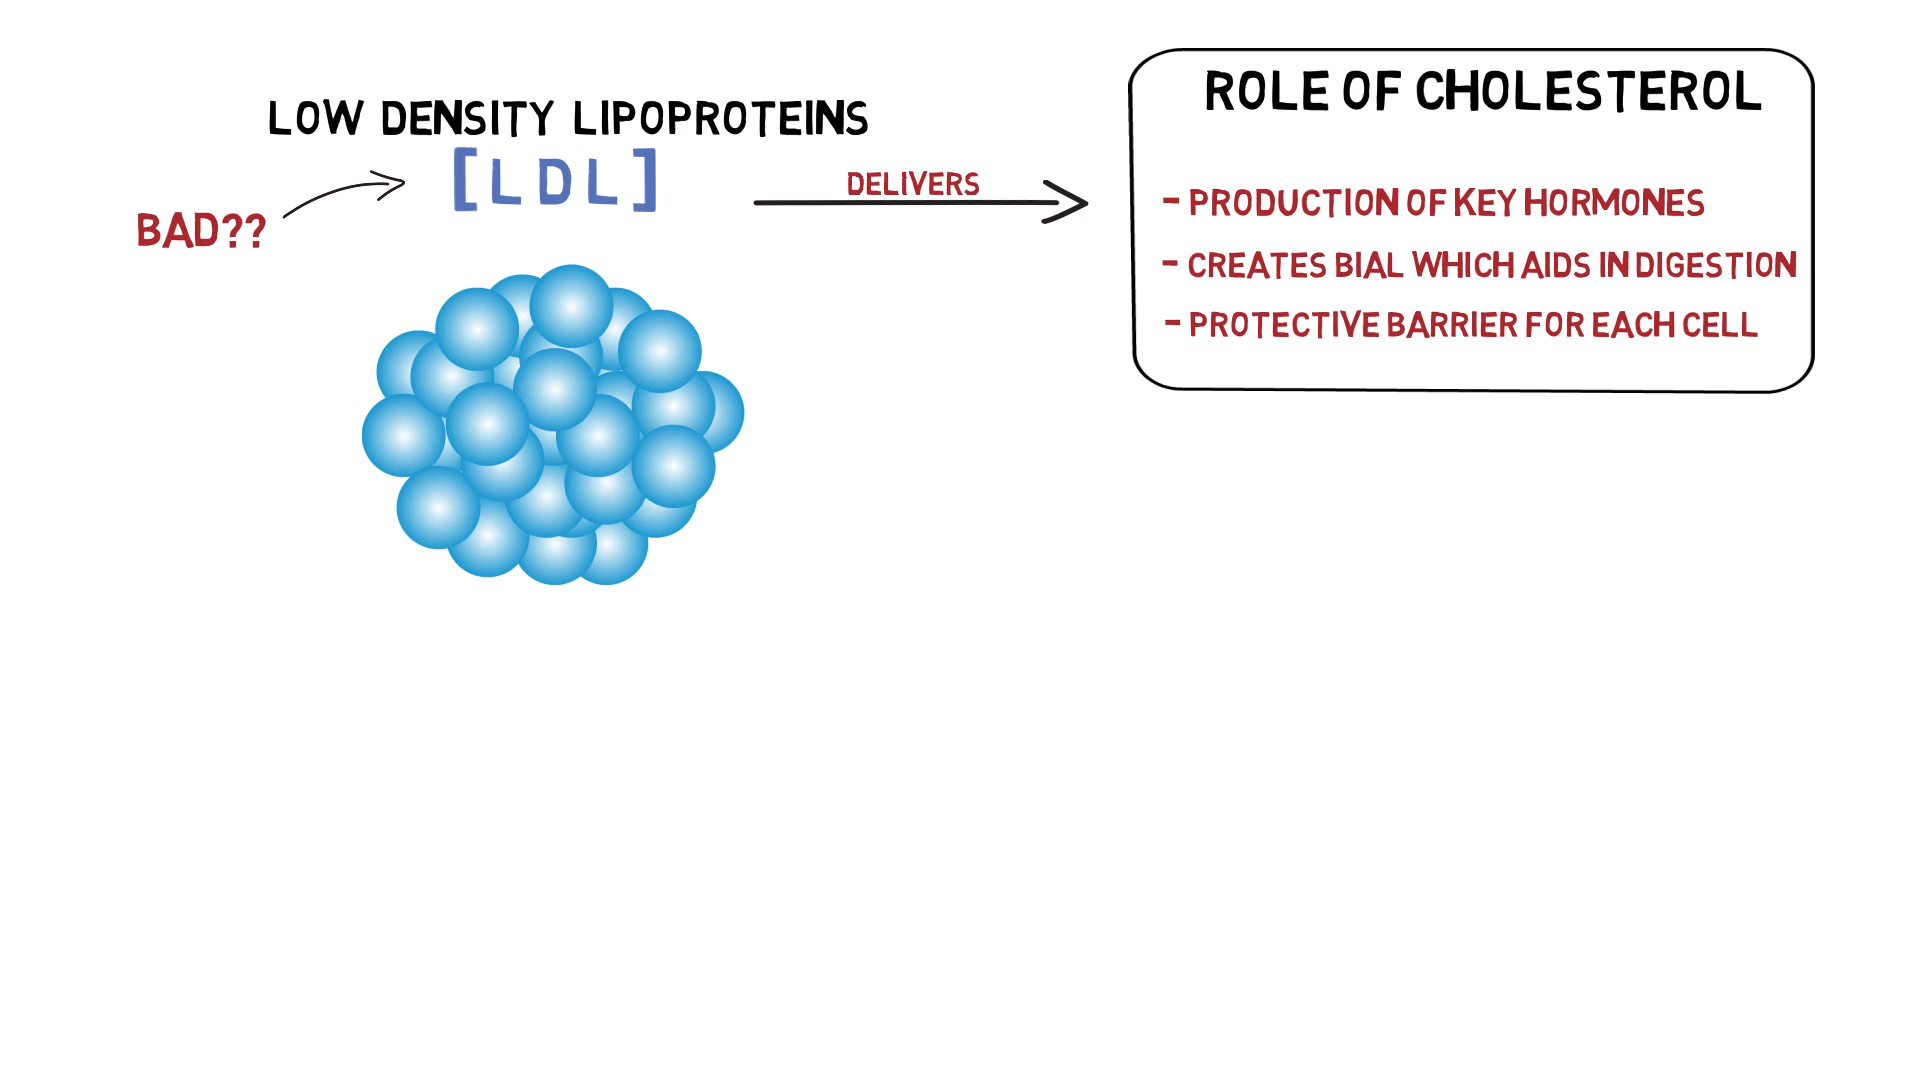 LOW DENSITY LIPOPROTEINS
[LDL]
BAD??
DELIVERS
ROLE OF CHOLESTEROL
- PRODUCTION OF KEY HORMONES
- CREATES BIAL WHICH AIDS IN DIGESTION
- PROTECTIVE BARRIER FOR EACH CELL